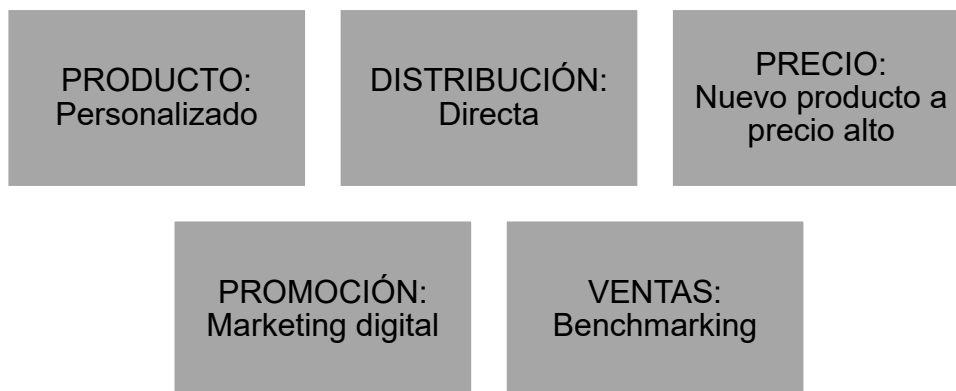 PRODUCTO:
Personalizado
DISTRIBUCIÓN:
Directa
PRECIO:
Nuevo producto a
precio alto
PROMOCIÓN:
Marketing digital
VENTAS:
Benchmarking